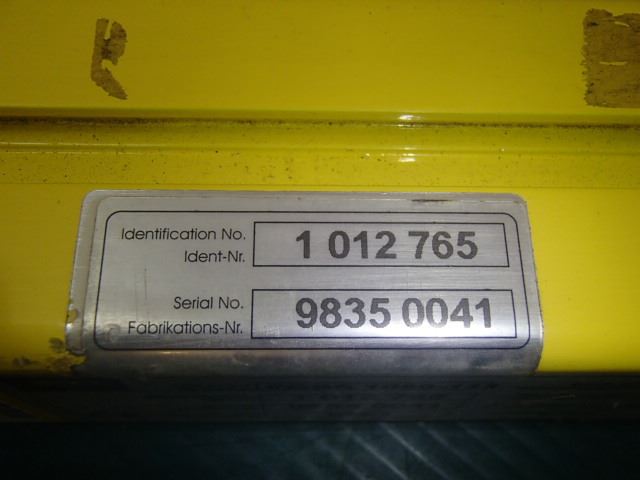 Identification No.
Ident-Nr.
1 012 765
Serial No.
Fabrikations-Nr.
9835 0041